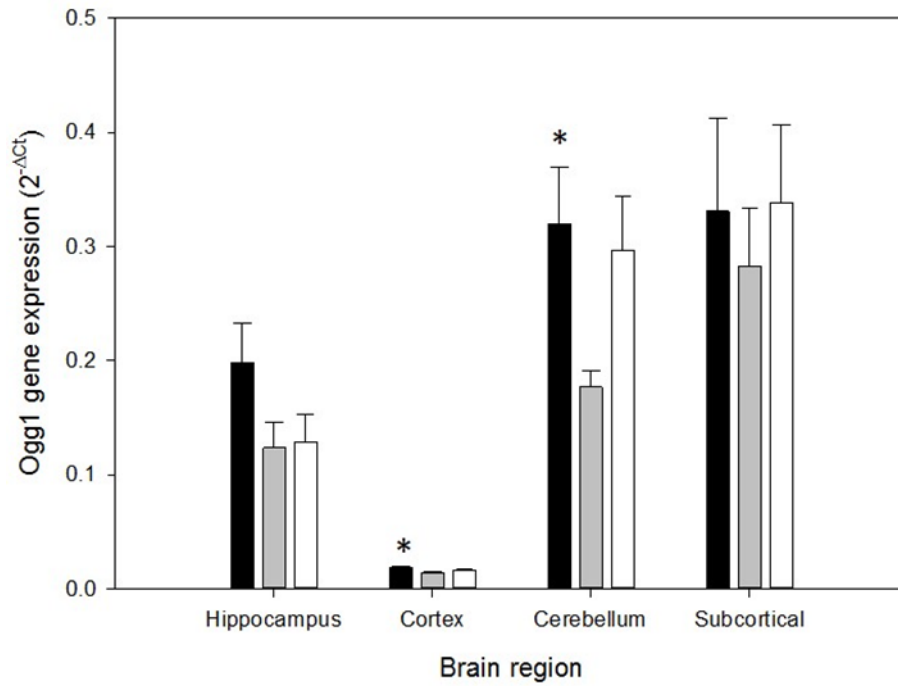 Ogg1 gene expression (2^-ΔCt)
0.5
0.4
0.3
0.2
0.1
0.0
*
*
Hippocampus Cortex Cerebellum Subcortical
Brain region